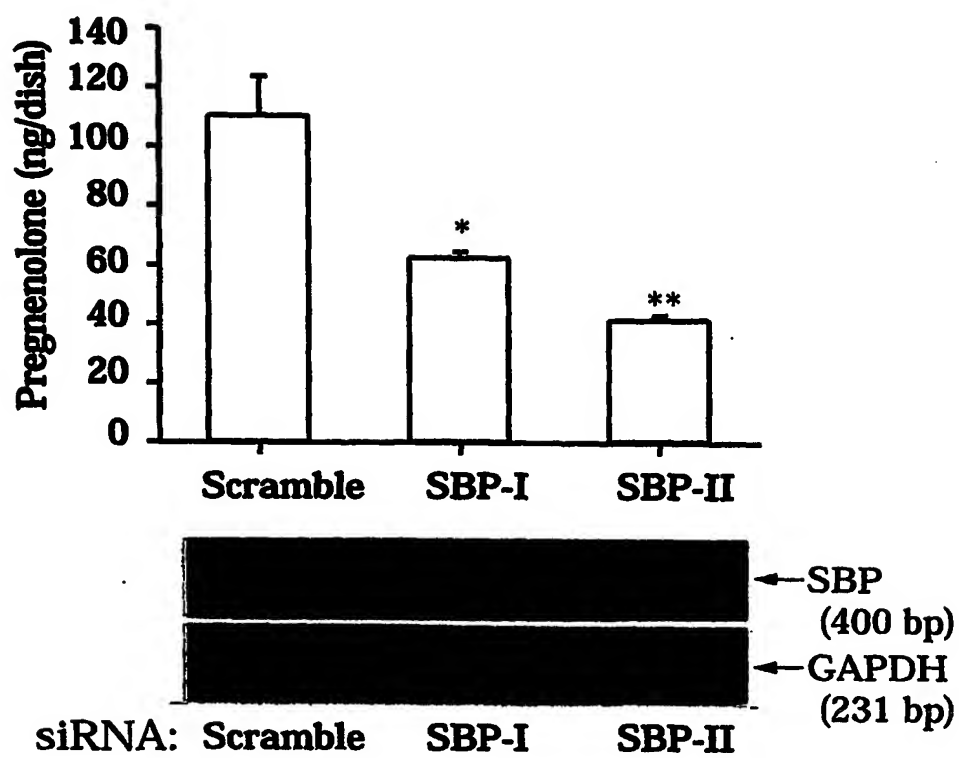 Pregnenolone (ng/dish)
140
120
100
80
60
40
20
0
*
**
Scramble SBP-I SBP-II
SBP
(400 bp)
GAPDH
(231 bp)
siRNA: Scramble SBP-I SBP-II